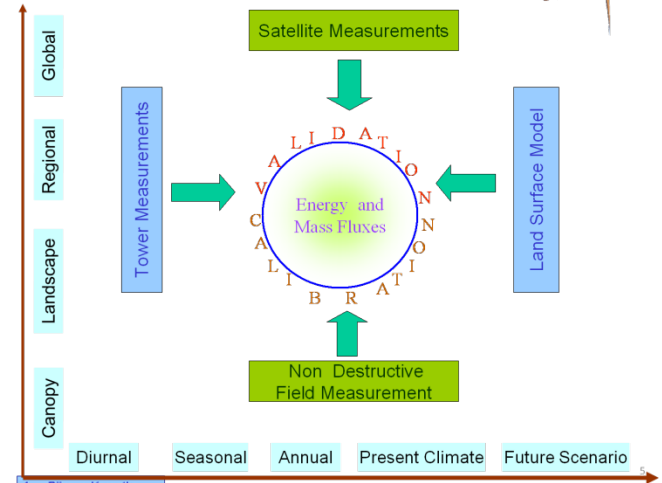 Satellite Measurements
Global
Regional
Landscape
Canopy
Tower Measurements
VALIDATION
Energy and
Mass Fluxes
CALIBRATION
Land Surface Model
Non Destructive
Field Measurement
Diurnal
Seasonal
Annual
Present Climate
Future Scenario
5